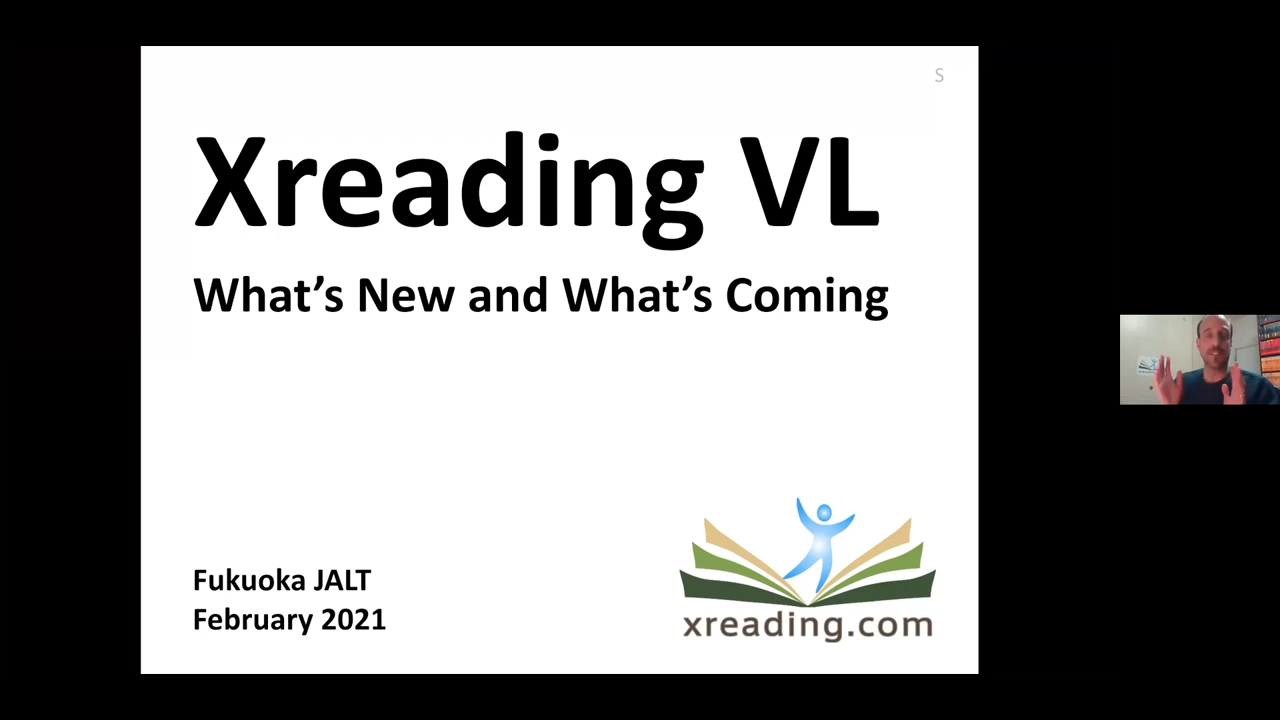 S
Xreading VL
What's New and What's Coming
Fukuoka JALT
February 2021
xreading.com